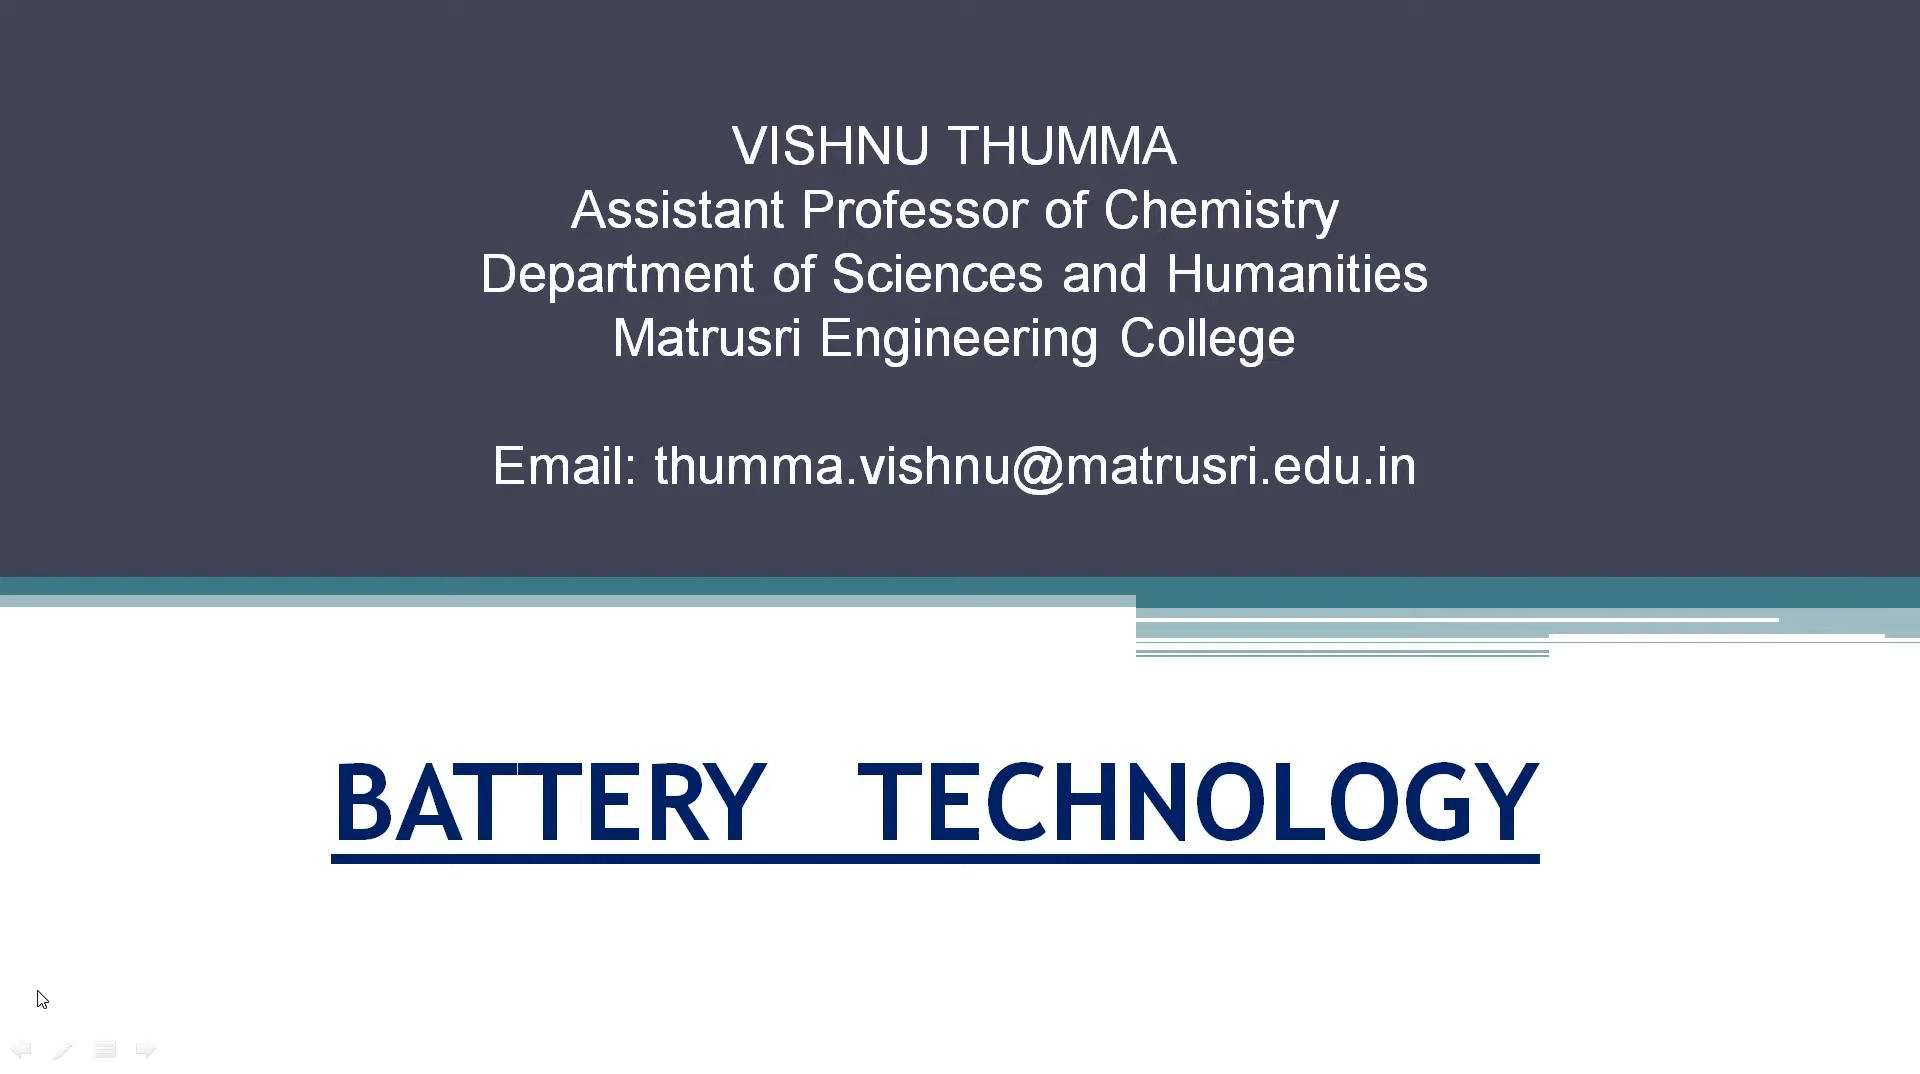 VISHNU THUMMA
Assistant Professor of Chemistry
Department of Sciences and Humanities
Matrusri Engineering College
Email: thumma.vishnu@matrusri.edu.in
BATTERY TECHNOLOGY